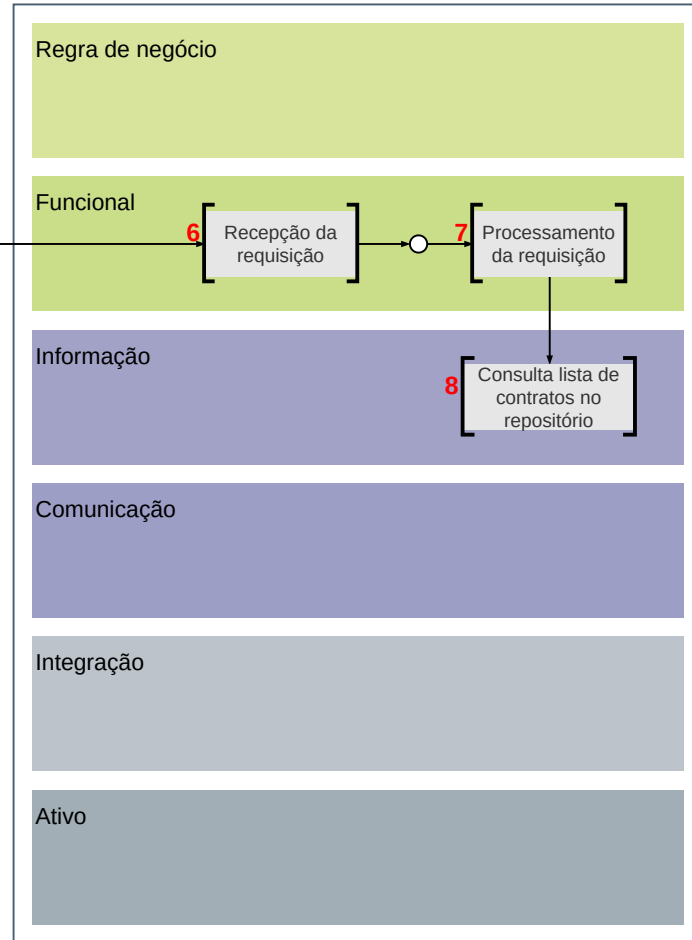 Regra de negócio
Funcional
6
Recepção da
requisição
7
Processamento
da requisição
Informação
8
Consulta lista de
contratos no
repositório
Comunicação
Integração
Ativo